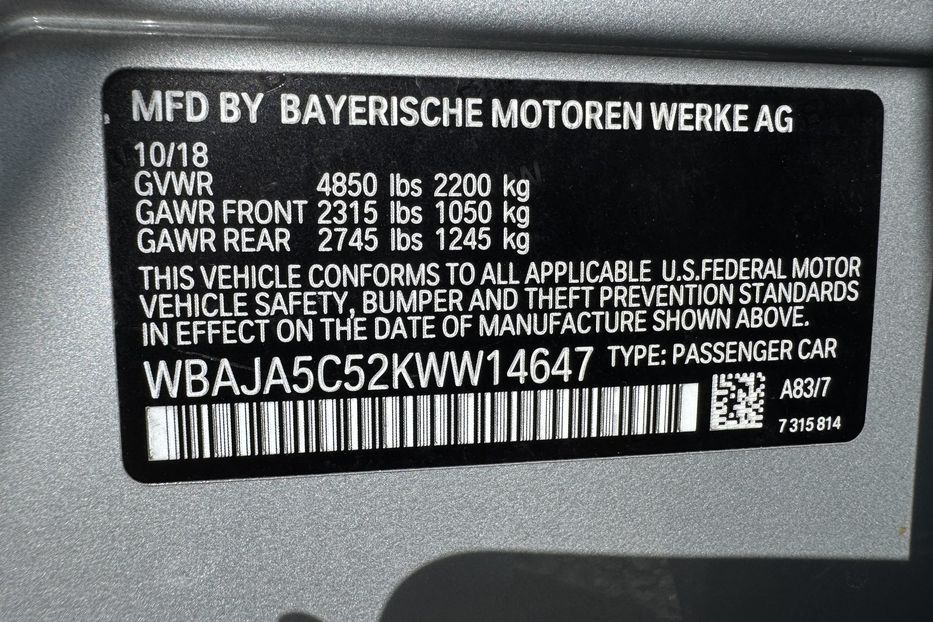 MFD BY BAYERISCHE MOTOREN WERKE AG
10/18
GVWR 4850 lbs 2200 kg
GAWR FRONT 2315 lbs 1050 kg
GAWR REAR 2745 lbs 1245 kg
THIS VEHICLE CONFORMS TO ALL APPLICABLE U.S.FEDERAL MOTOR
VEHICLE SAFETY, BUMPER AND THEFT PREVENTION STANDARDS
IN EFFECT ON THE DATE OF MANUFACTURE SHOWN ABOVE.
WBAJA5C52KWW14647 TYPE: PASSENGER CAR
A83/7
7 315 814